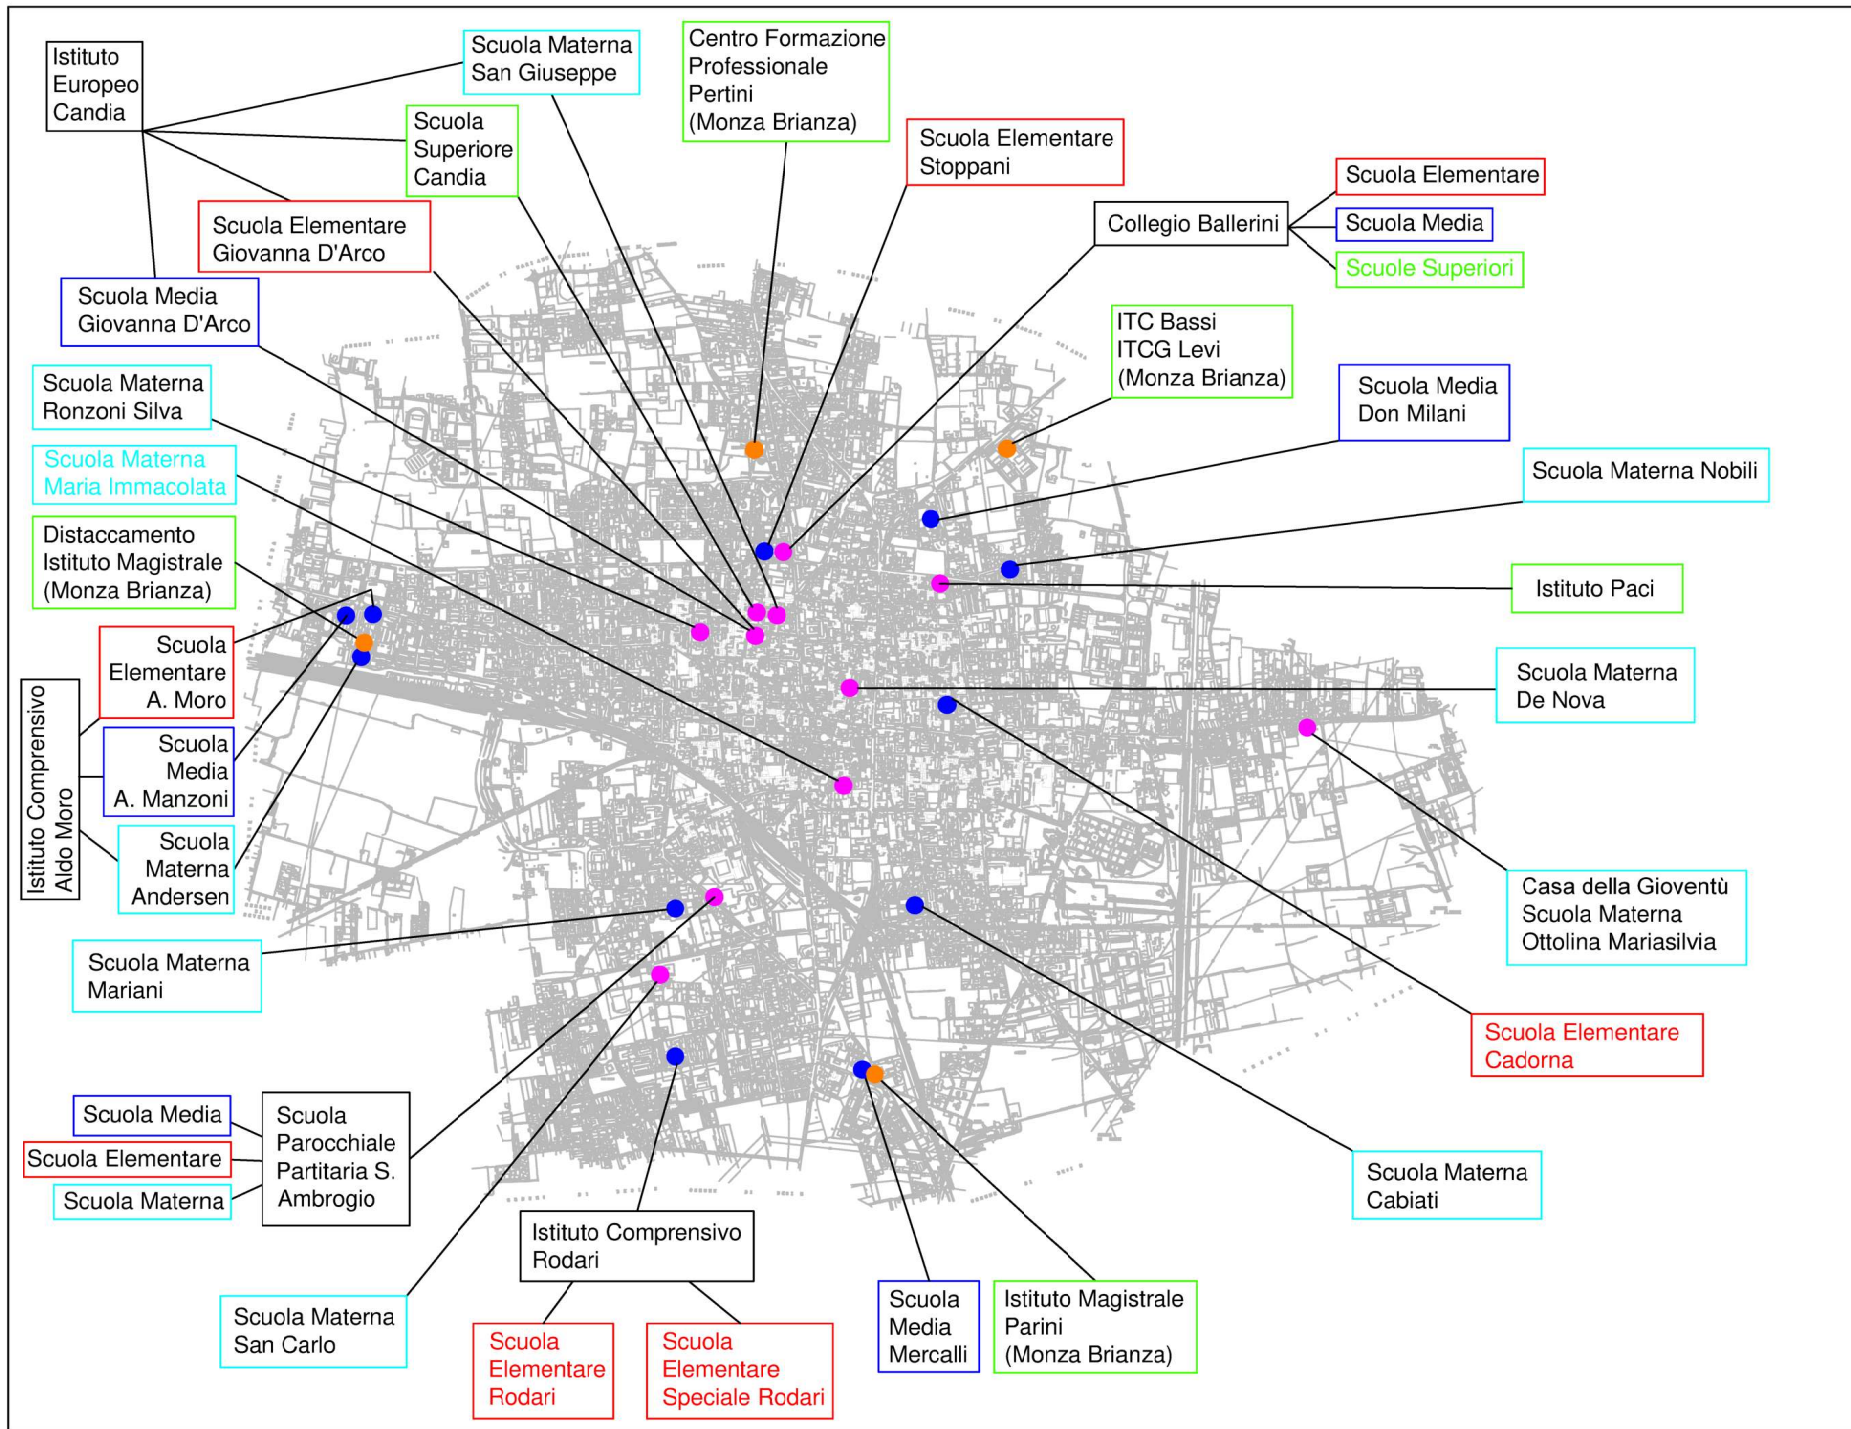 Istituto
Europeo
Candia
Scuola Materna
San Giuseppe
Centro Formazione
Professionale
Pertini
(Monza Brianza)
Scuola
Superiore
Candia
Scuola Elementare
Stoppani
Scuola Elementare
Collegio Ballerini
Scuola Media
Scuole Superiori
Scuola Elementare
Giovanna D'Arco
Scuola Media
Giovanna D'Arco
ITC Bassi
ITCG Levi
(Monza Brianza)
Scuola Materna
Ronzoni Silva
Scuola Media
Don Milani
Scuola Materna
Maria Immacolata
Scuola Materna Nobili
Distaccamento
Istituto Magistrale
(Monza Brianza)
Istituto Paci
Scuola
Elementare
A. Moro
Scuola Materna
De Nova
Istituto Comprensivo
Aldo Moro
Scuola
Media
A. Manzoni
Scuola
Materna
Andersen
Casa della Gioventù
Scuola Materna
Ottolina Mariasilvia
Scuola Materna
Mariani
Scuola Elementare
Cadorna
Scuola Media
Scuola Elementare
Scuola Materna
Scuola
Parocchiale
Partitaria S.
Ambrogio
Scuola Materna
Cabiati
Istituto Comprensivo
Rodari
Scuola Materna
San Carlo
Scuola
Elementare
Rodari
Scuola
Elementare
Speciale Rodari
Scuola
Media
Mercalli
Istituto Magistrale
Parini
(Monza Brianza)